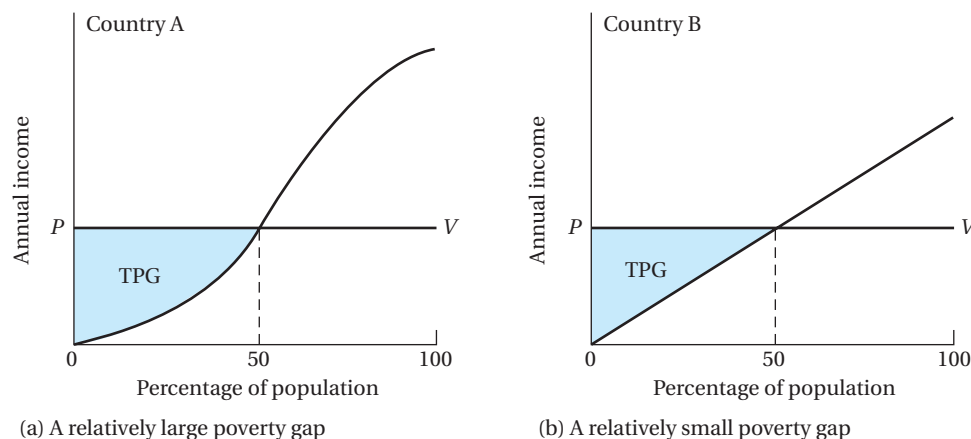 Country A
Annual income
P
V
TPG
0
50
100
Percentage of population
(a) A relatively large poverty gap
Country B
Annual income
P
V
TPG
0
50
100
Percentage of population
(b) A relatively small poverty gap